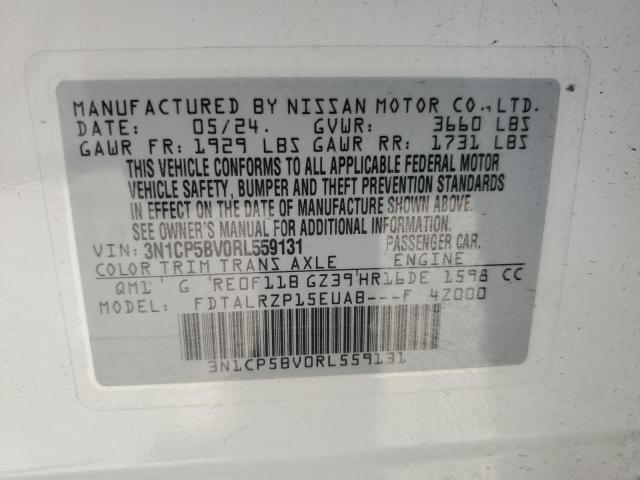 MANUFACTURED BY NISSAN MOTOR CO., LTD.
DATE: 05/24. GVWR: 3660 LBS
GAWR FR: 1929 LBS GAWR RR: 1731 LBS
THIS VEHICLE CONFORMS TO ALL APPLICABLE FEDERAL MOTOR
VEHICLE SAFETY, BUMPER AND THEFT PREVENTION STANDARDS
IN EFFECT ON THE DATE OF MANUFACTURE SHOWN ABOVE.
SEE OWNER'S MANUAL FOR ADDITIONAL INFORMATION.
VIN: 3N1CP5BV0RL559131 PASSENGER CAR.
COLOR TRIM TRANS AXLE ENGINE
QM1 G RE0F11B GZ39 HR16DE 1598 CC
MODEL: FDTALRZP15EUAB---F 4Z000
3N1CP5BV0RL559131